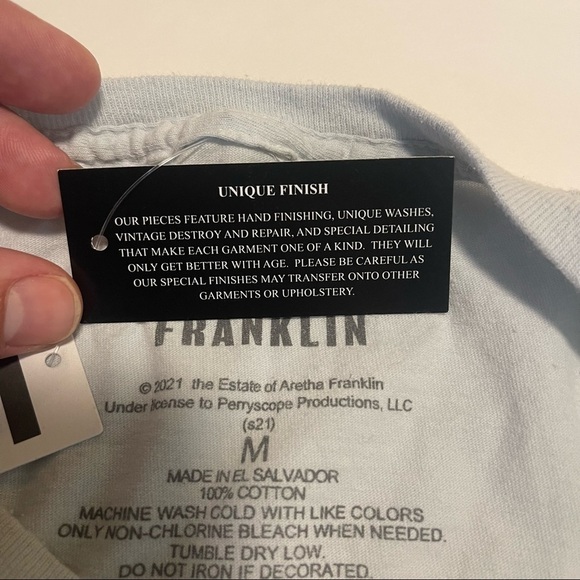 UNIQUE FINISH
OUR PIECES FEATURE HAND FINISHING, UNIQUE WASHES,
VINTAGE DESTROY AND REPAIR, AND SPECIAL DETAILING
THAT MAKE EACH GARMENT ONE OF A KIND. THEY WILL
ONLY GET BETTER WITH AGE. PLEASE BE CAREFUL AS
OUR SPECIAL FINISHES MAY TRANSFER ONTO OTHER
GARMENTS OR UPHOLSTERY.
FRANKLIN
©2021 the Estate of Aretha Franklin
Under license to Perryscope Productions, LLC
(s21)
M
MADE IN EL SALVADOR
100% COTTON
MACHINE WASH COLD WITH LIKE COLORS
ONLY NON-CHLORINE BLEACH WHEN NEEDED.
TUMBLE DRY LOW.
DO NOT IRON IF DECORATED.